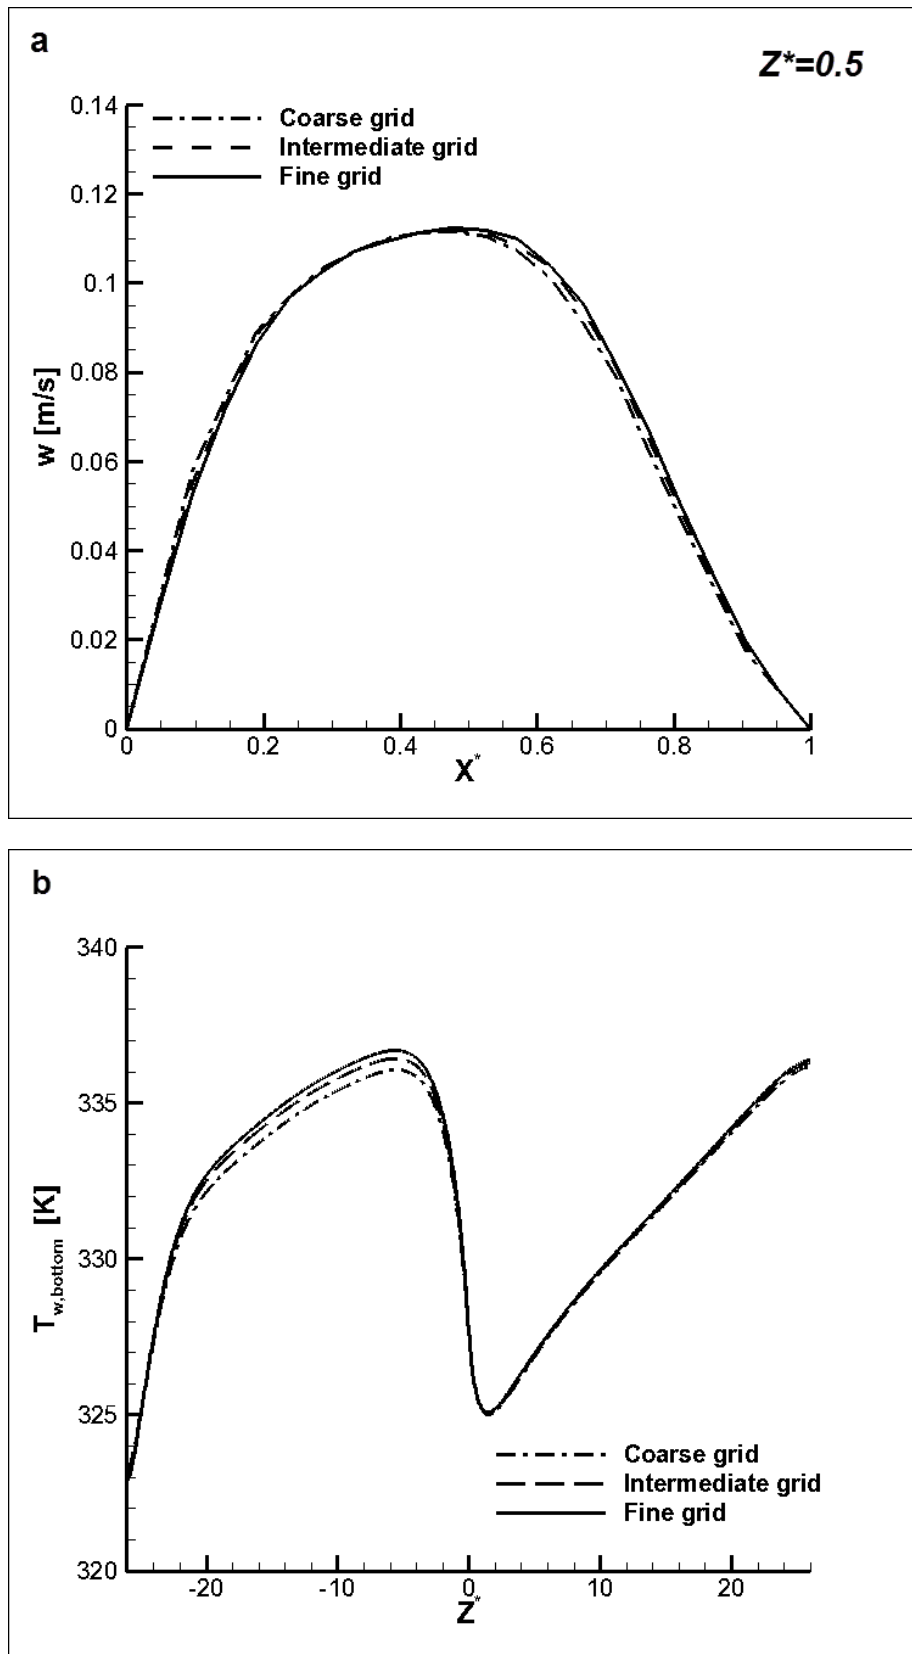 a
Z*=0.5
0.14
Coarse grid
Intermediate grid
Fine grid
0.12
0.1
0.08
0.06
0.04
0.02
0
w [m/s]
0 0.2 0.4 0.6 0.8 1
X*
b
340
335
330
325
320
T w,bottom [K]
Coarse grid
Intermediate grid
Fine grid
-20 -10 0 10 20
Z*